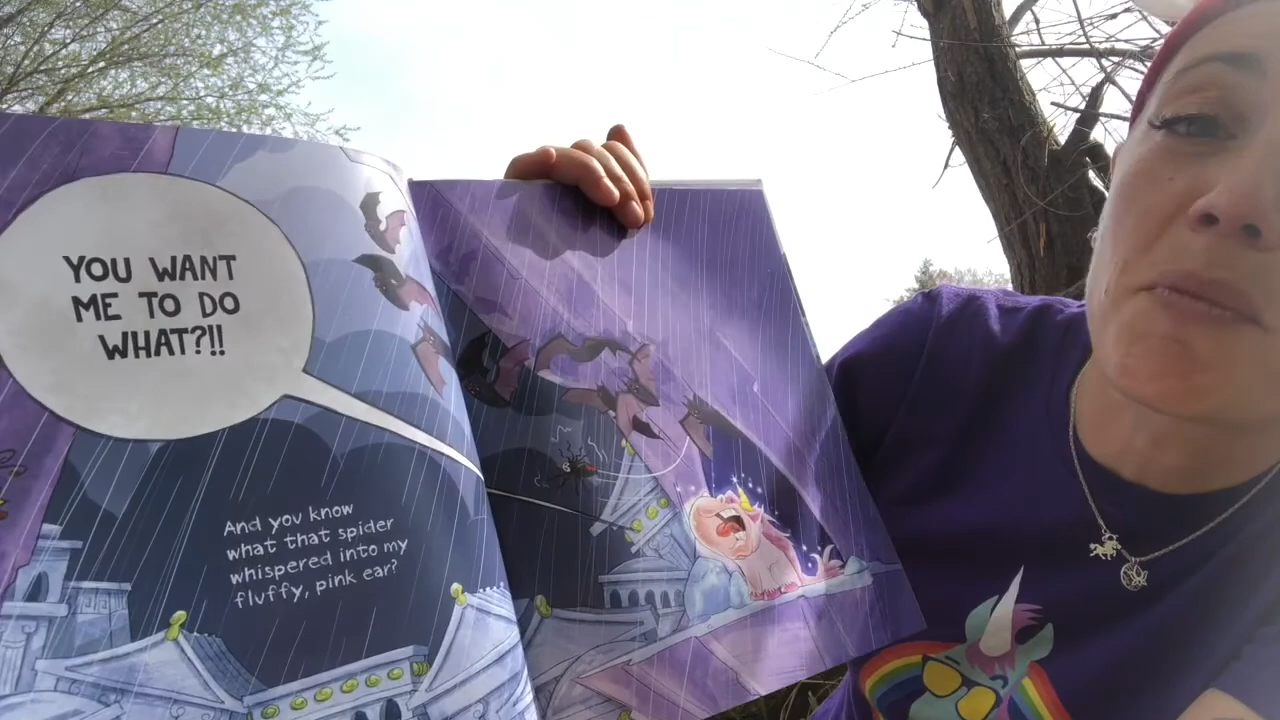 YOU WANT
ME TO DO
WHAT?!!
And you know
what that spider
whispered into my
fluffy, pink ear?